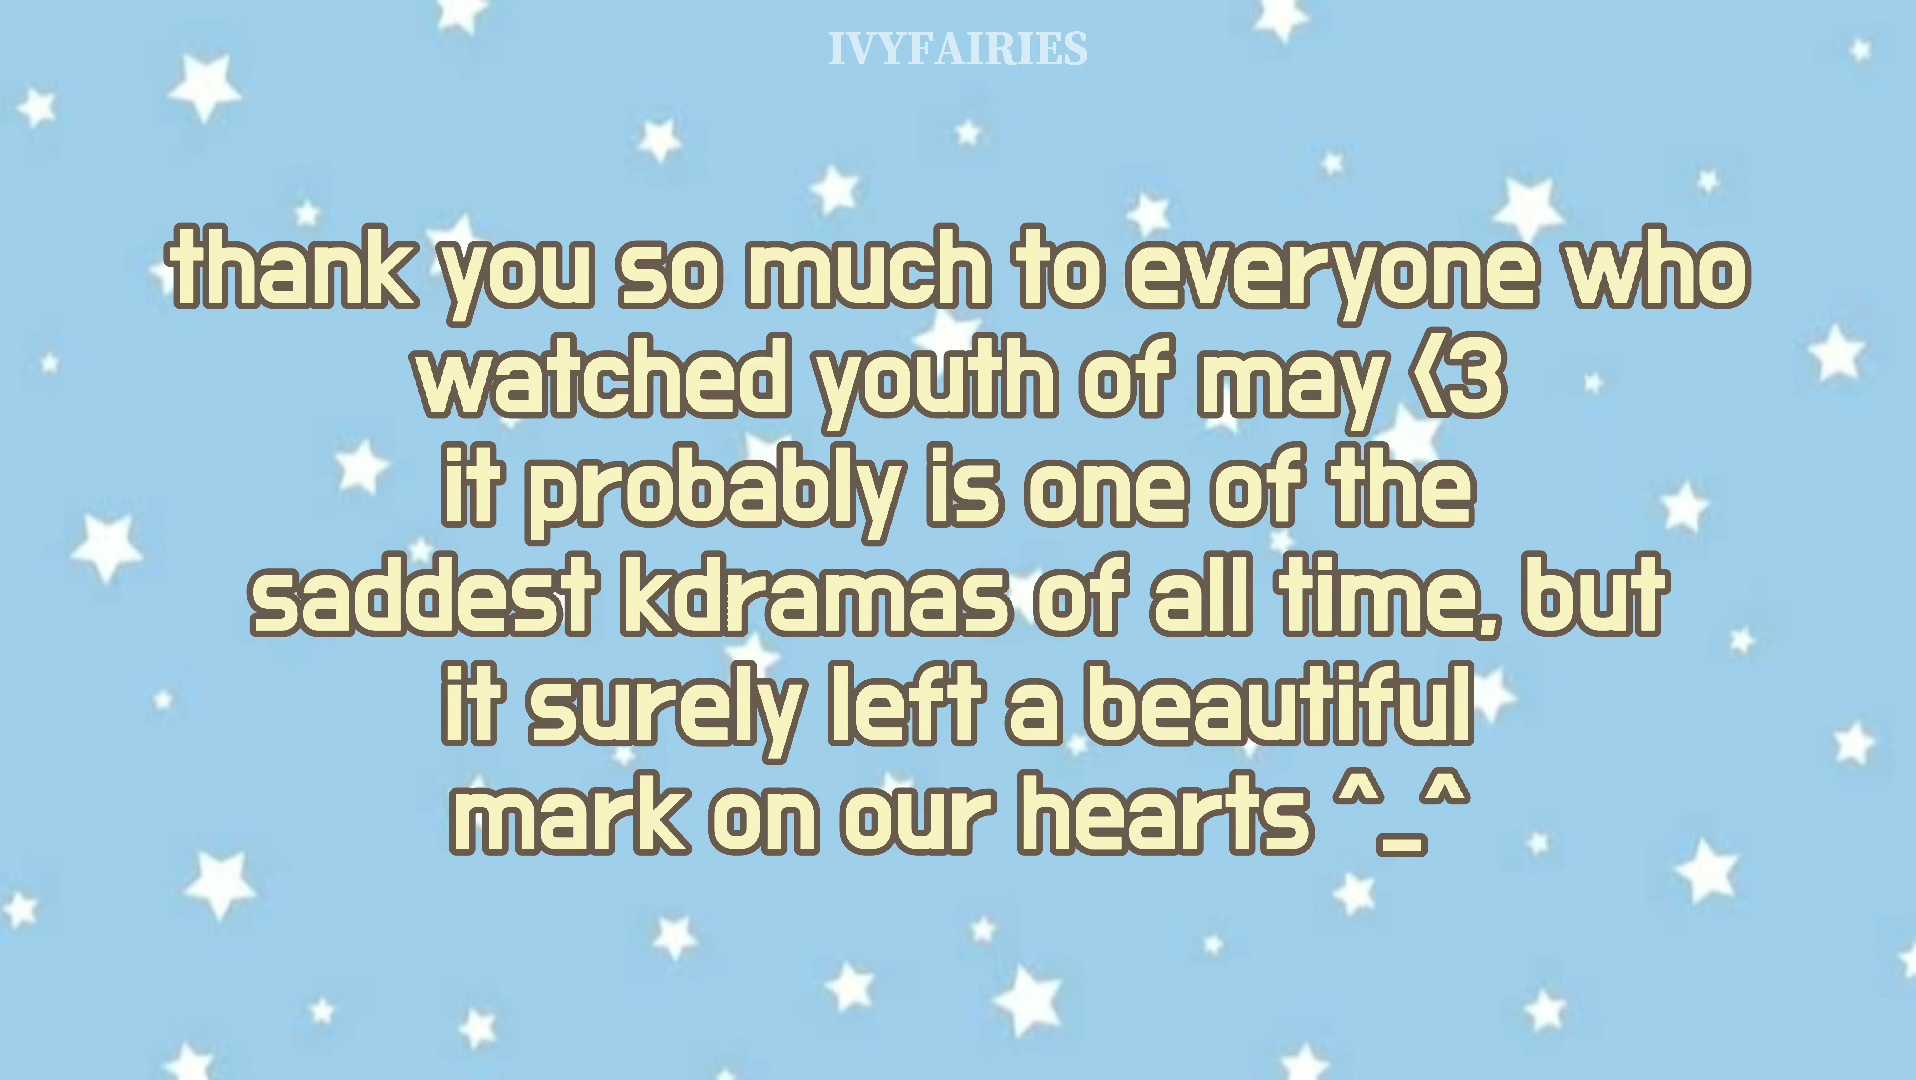 IVYFAIRIES
thank you so much to everyone who
watched youth of may <3
it probably is one of the
saddest kdramas of all time, but
it surely left a beautiful
mark on our hearts ^_^